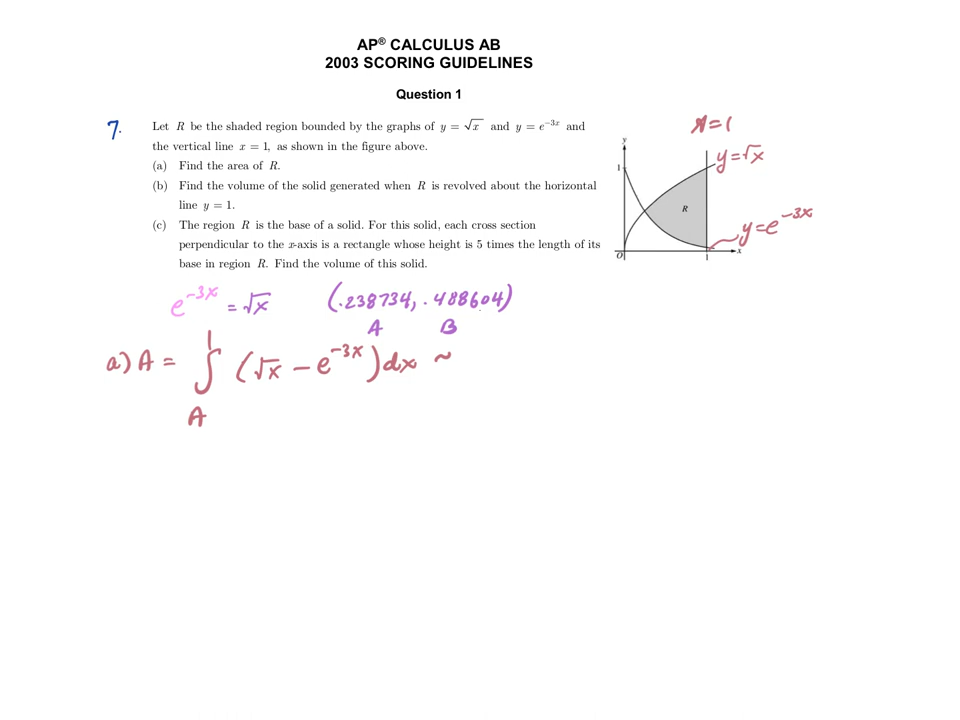 AP® CALCULUS AB
2003 SCORING GUIDELINES
Question 1
7.
Let R be the shaded region bounded by the graphs of y = √x and y = e^{-3x} and
the vertical line x = 1, as shown in the figure above.
(a) Find the area of R.
(b) Find the volume of the solid generated when R is revolved about the horizontal
line y = 1.
(c) The region R is the base of a solid. For this solid, each cross section
perpendicular to the x-axis is a rectangle whose height is 5 times the length of its
base in region R. Find the volume of this solid.
x=1
y
1
y=√x
R
y=e^{-3x}
O
1
x
e^{-3x} = √x (.238734, .488604)
A B
a) A = ∫_A^1 (√x - e^{-3x}) dx ~